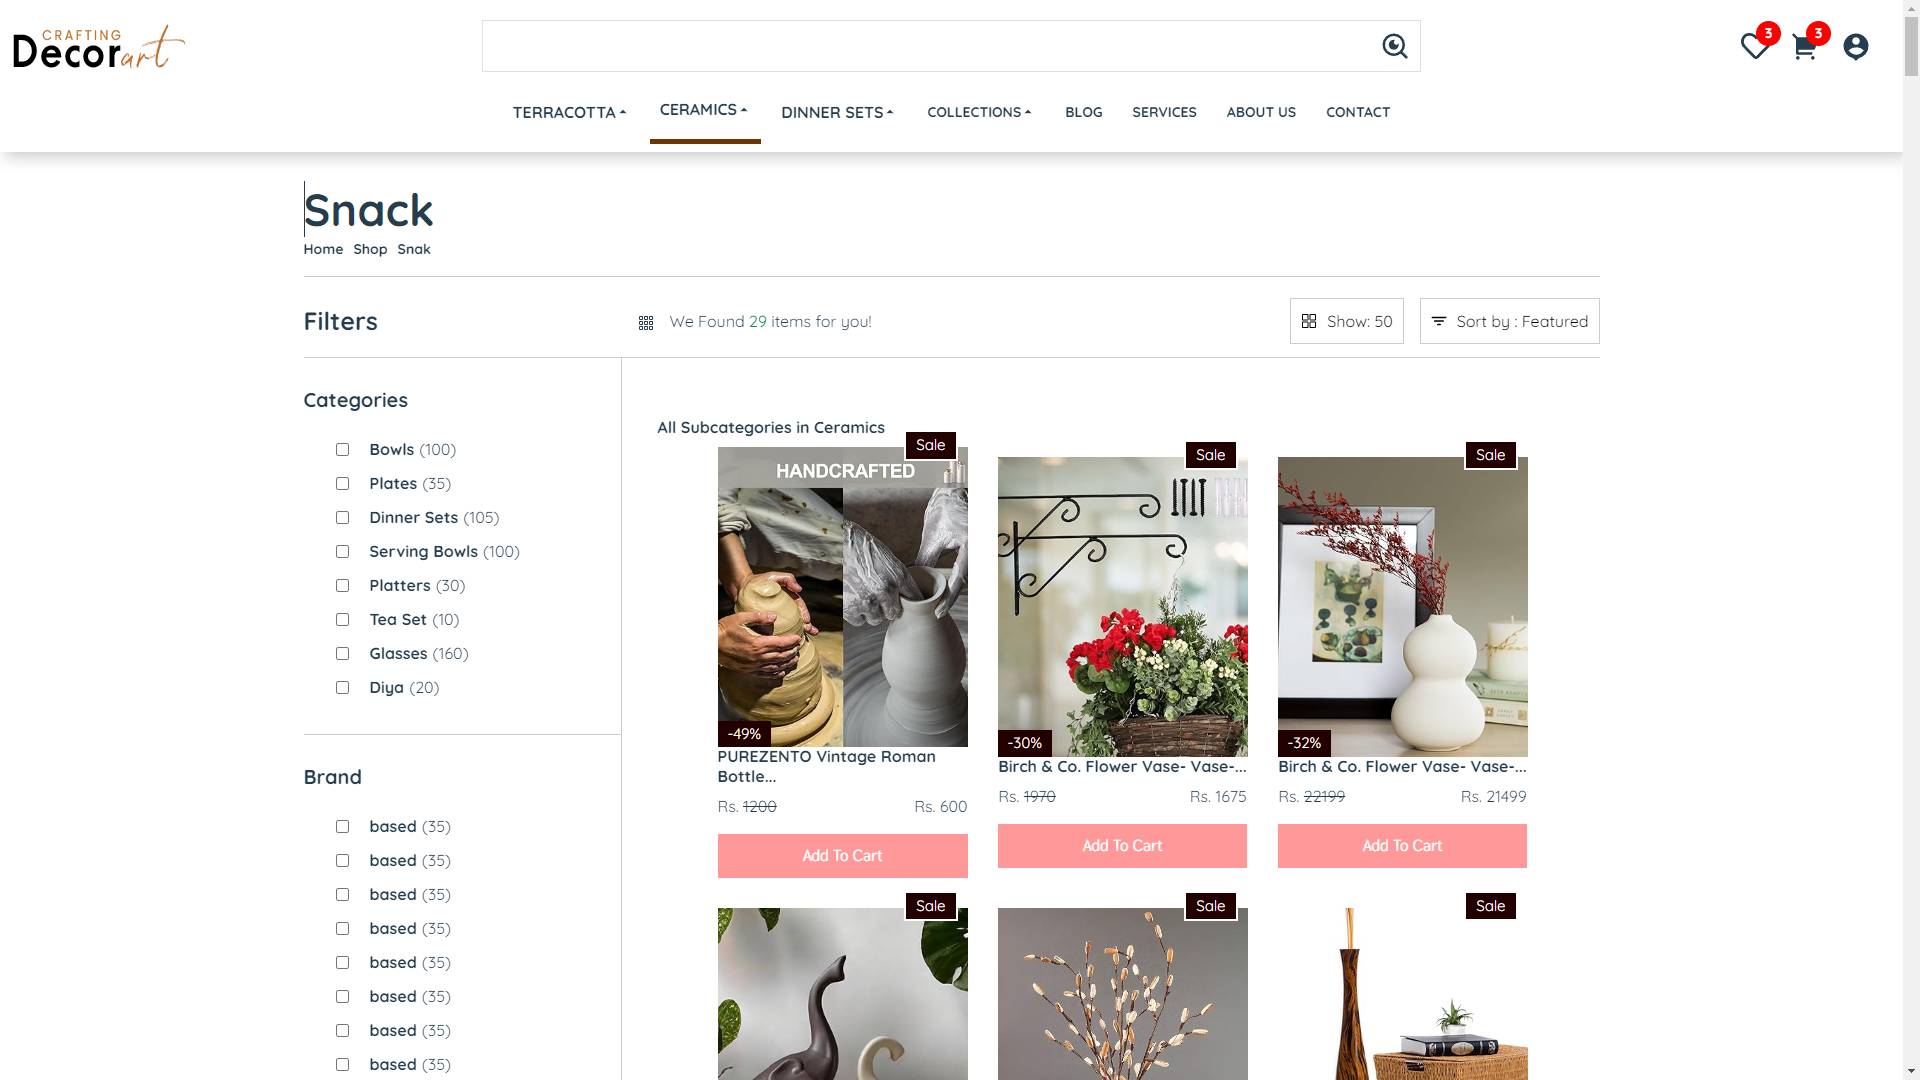 CRAFTING
Decorart
3
3
TERRACOTTA
CERAMICS
DINNER SETS
COLLECTIONS
BLOG
SERVICES
ABOUT US
CONTACT
Snack
Home Shop Snak
Filters
We Found 29 items for you!
Show: 50
Sort by : Featured
Categories
Bowls (100)
Plates (35)
Dinner Sets (105)
Serving Bowls (100)
Platters (30)
Tea Set (10)
Glasses (160)
Diya (20)
Brand
based (35)
based (35)
based (35)
based (35)
based (35)
based (35)
based (35)
based (35)
All Subcategories in Ceramics
Sale
HANDCRAFTED
-49%
PUREZENTO Vintage Roman
Bottle...
Rs. 1200 Rs. 600
Add To Cart
Sale
-30%
Birch & Co. Flower Vase- Vase-...
Rs. 1970 Rs. 1675
Add To Cart
Sale
-32%
Birch & Co. Flower Vase- Vase-...
Rs. 22199 Rs. 21499
Add To Cart
Sale
Sale
Sale